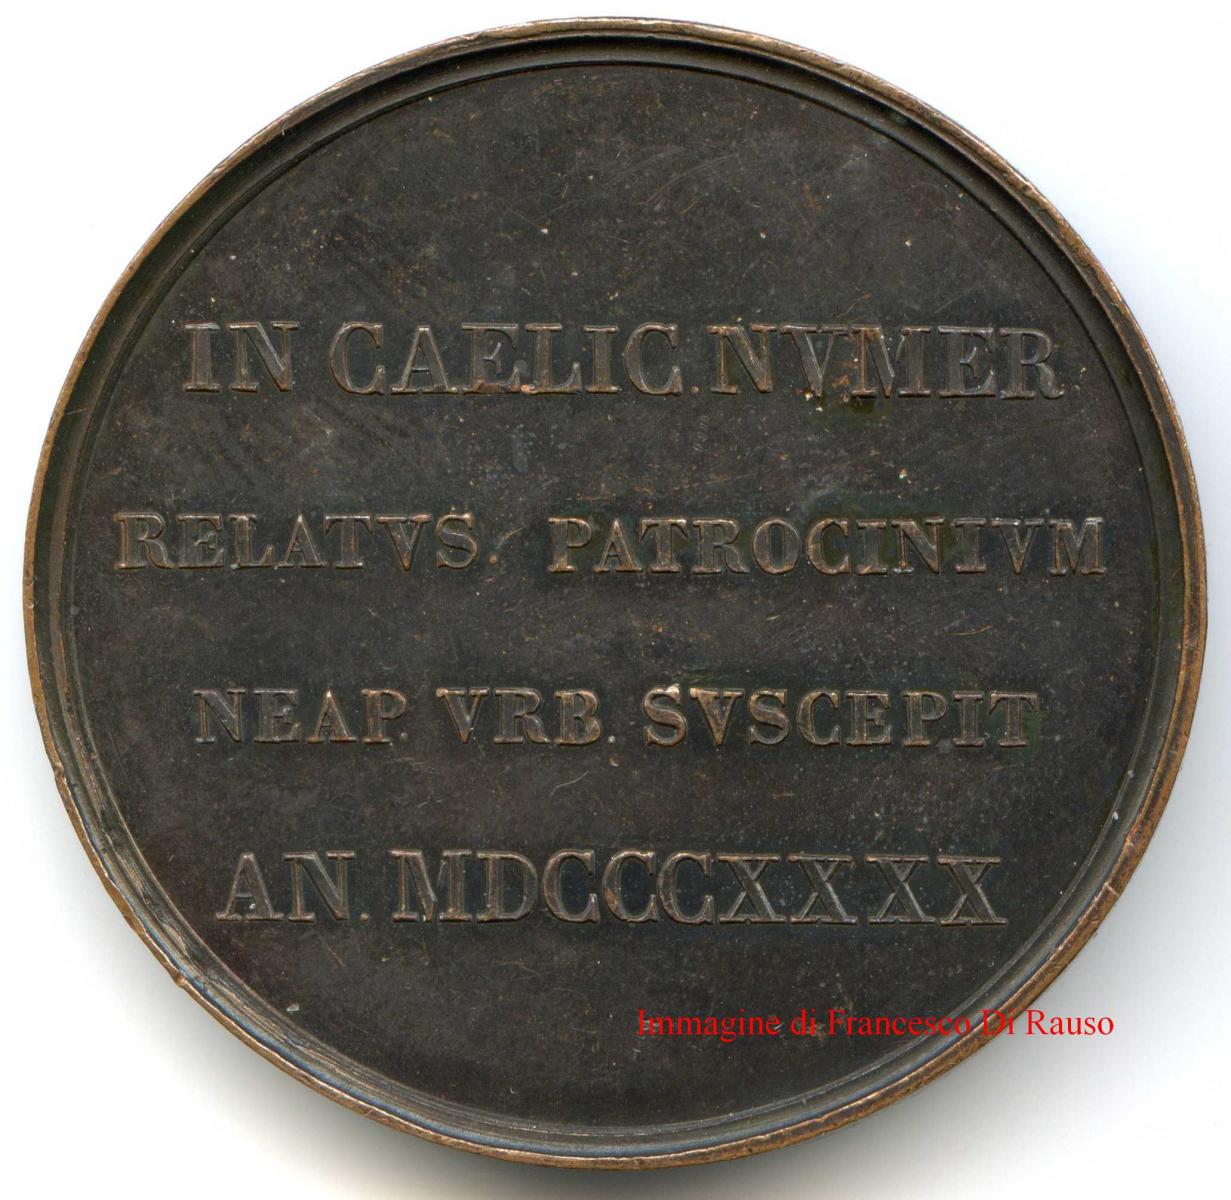 IN CAELIC. NVMER.
RELATVS PATROCINIVM
NEAP. VRB. SVSCEPIT
AN. MDCCCXXXX
Immagine di Francesco Di Rauso